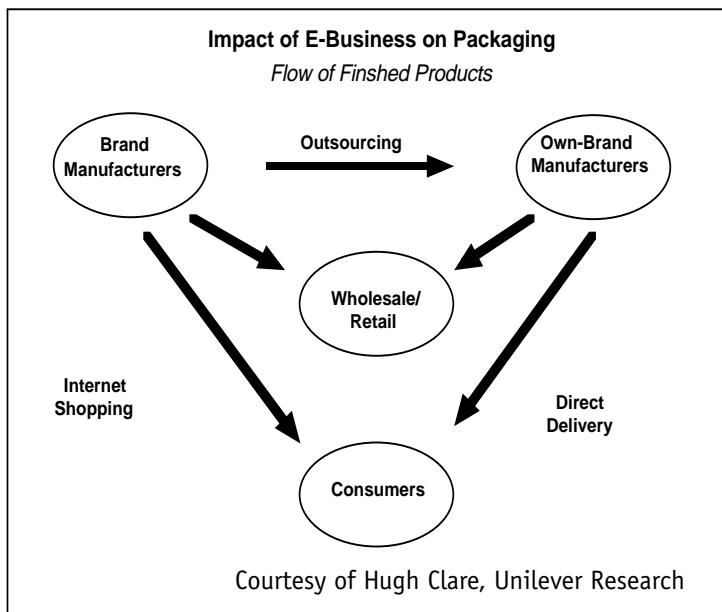 Impact of E-Business on Packaging
Flow of Finshed Products
Brand
Manufacturers
Outsourcing
Own-Brand
Manufacturers
Wholesale/
Retail
Internet
Shopping
Direct
Delivery
Consumers
Courtesy of Hugh Clare, Unilever Research